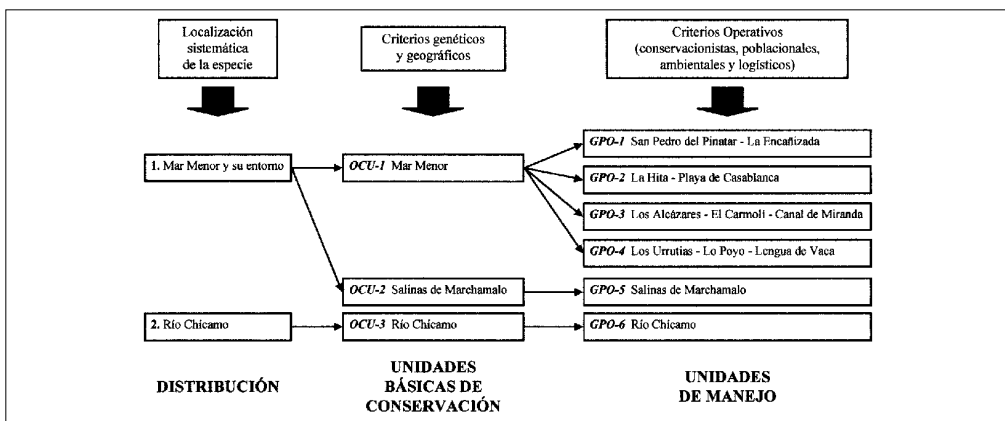 Localización
sistemática
de la especie
Criterios genéticos
y geográficos
Criterios Operativos
(conservacionistas, poblacionales,
ambientales y logísticos)
1. Mar Menor y su entorno
OCU-1 Mar Menor
GPO-1 San Pedro del Pinatar - La Encañizada
GPO-2 La Hita - Playa de Casablanca
GPO-3 Los Alcázares - El Carmolí - Canal de Miranda
GPO-4 Los Urrutias - Lo Poyo - Lengua de Vaca
OCU-2 Salinas de Marchamalo
GPO-5 Salinas de Marchamalo
2. Río Chícamo
OCU-3 Río Chícamo
GPO-6 Río Chícamo
DISTRIBUCIÓN
UNIDADES
BÁSICAS DE
CONSERVACIÓN
UNIDADES
DE MANEJO